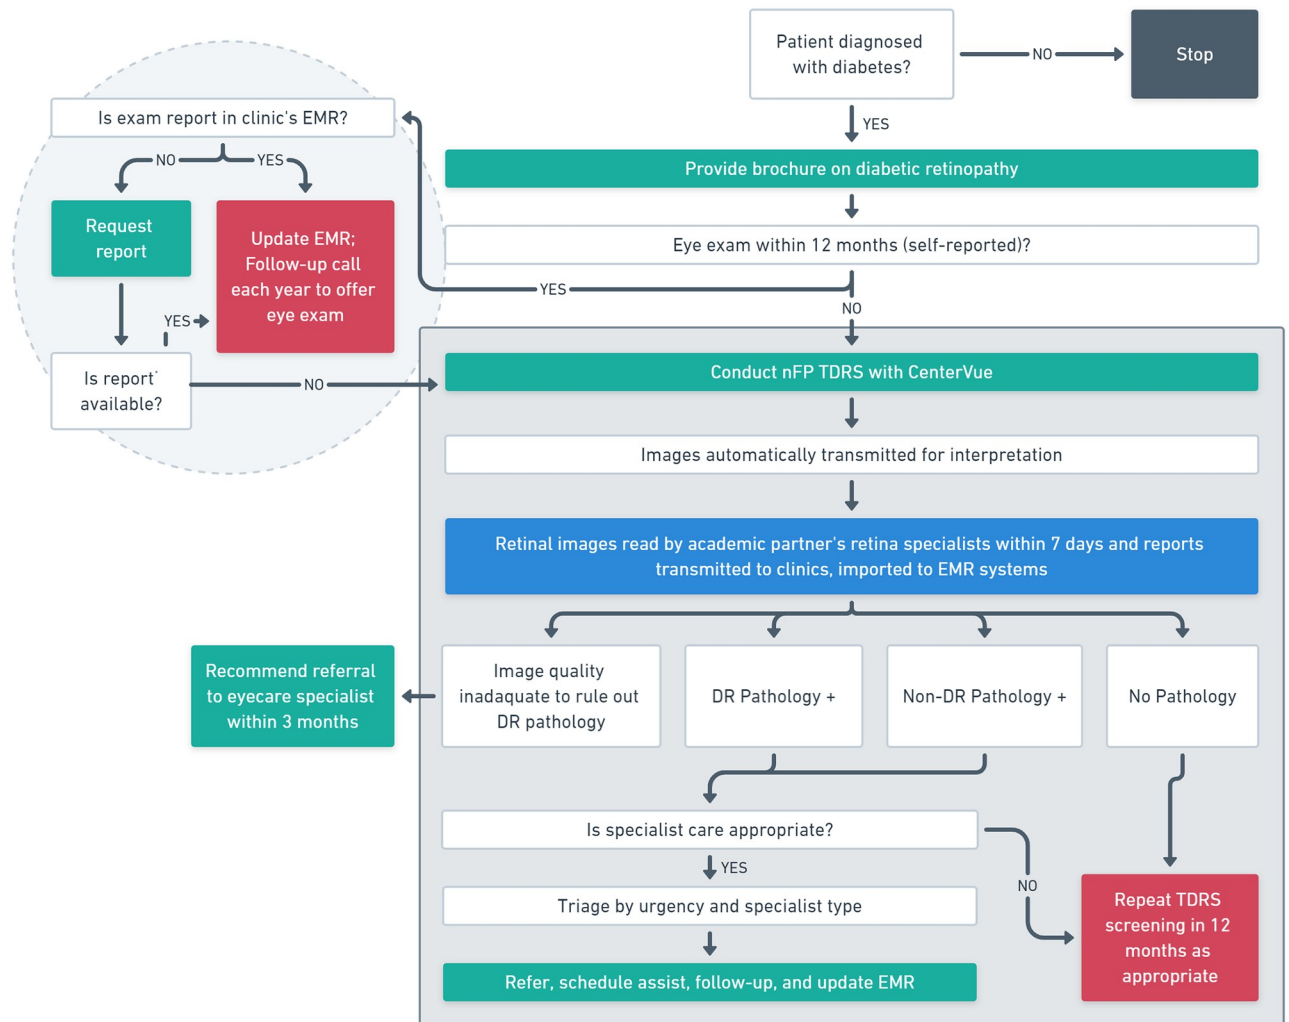 Patient diagnosed
with diabetes?
NO
Stop
YES
Provide brochure on diabetic retinopathy
Eye exam within 12 months (self-reported)?
YES
NO
Is exam report in clinic's EMR?
NO
YES
Request
report
Update EMR;
Follow-up call
each year to offer
eye exam
YES
Is report*
available?
NO
Conduct nFP TDRS with CenterVue
Images automatically transmitted for interpretation
Retinal images read by academic partner's retina specialists within 7 days and reports
transmitted to clinics, imported to EMR systems
Recommend referral
to eyecare specialist
within 3 months
Image quality
inadaquate to rule out
DR pathology
DR Pathology +
Non-DR Pathology +
No Pathology
Is specialist care appropriate?
YES
NO
Triage by urgency and specialist type
Refer, schedule assist, follow-up, and update EMR
Repeat TDRS
screening in 12
months as
appropriate